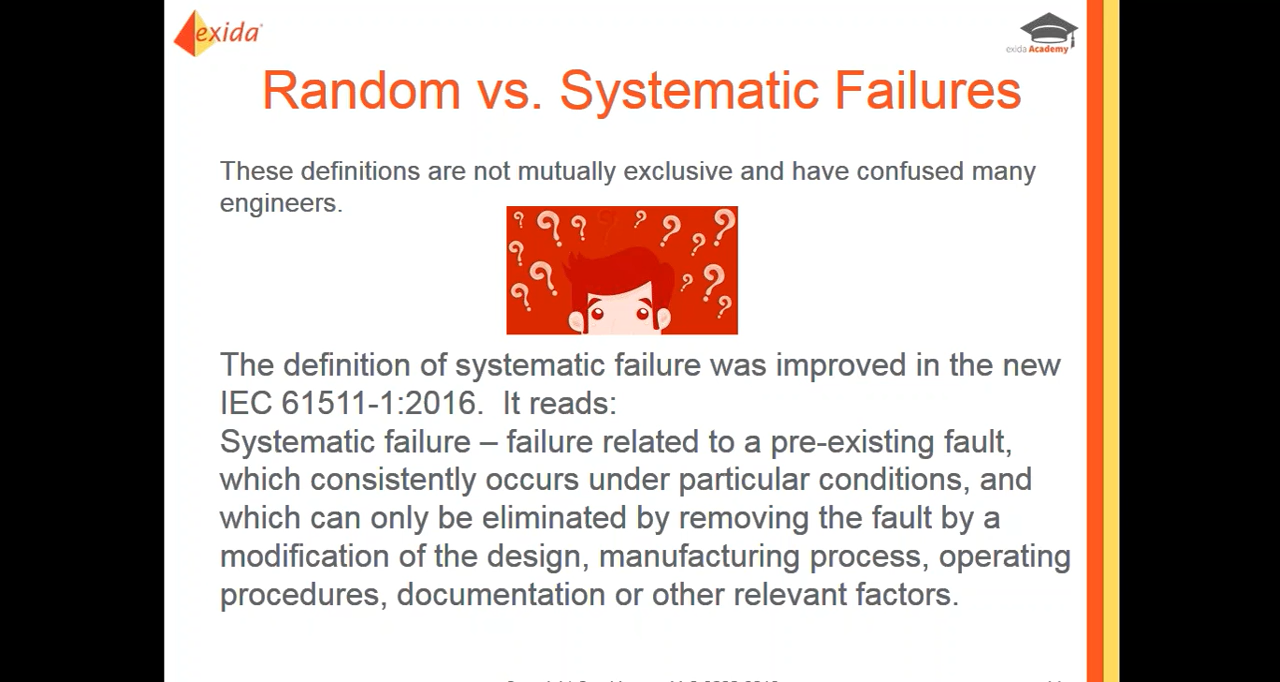 exida
exida Academy
Random vs. Systematic Failures
These definitions are not mutually exclusive and have confused many
engineers.
The definition of systematic failure was improved in the new
IEC 61511-1:2016.  It reads:
Systematic failure – failure related to a pre-existing fault,
which consistently occurs under particular conditions, and
which can only be eliminated by removing the fault by a
modification of the design, manufacturing process, operating
procedures, documentation or other relevant factors.